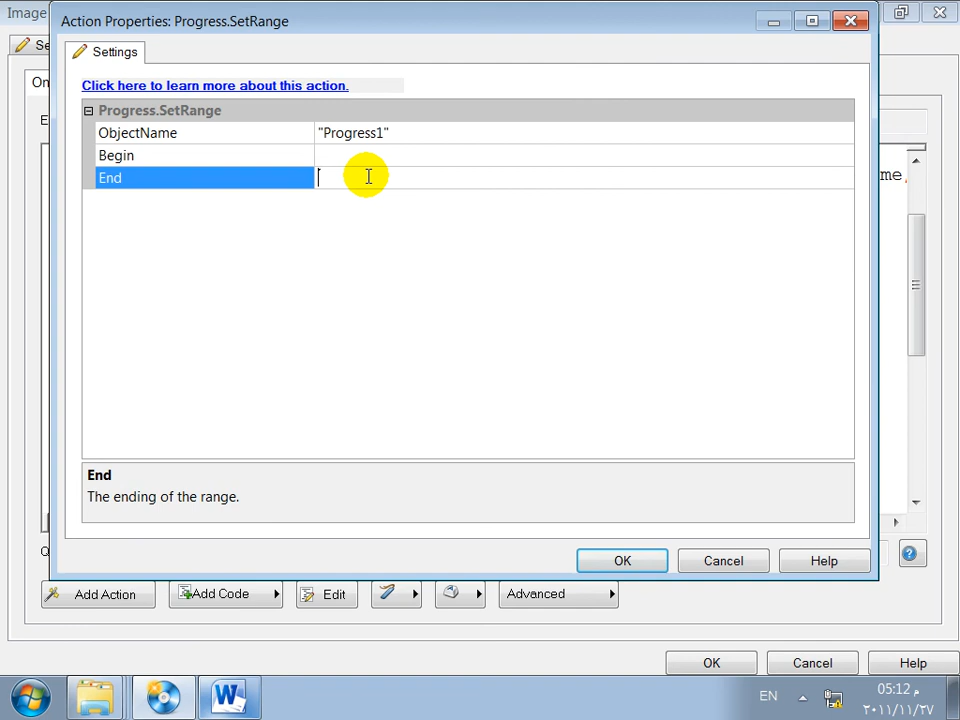 Image
Action Properties: Progress.SetRange
Se
Settings
On
Click here to learn more about this action.
Progress.SetRange
E
ObjectName "Progress1"
Begin
me,
End
End
The ending of the range.
OK Cancel Help
Add Action Add Code Edit Advanced
OK Cancel Help
EN
05:12 م
٢٠١١/١١/٢٧